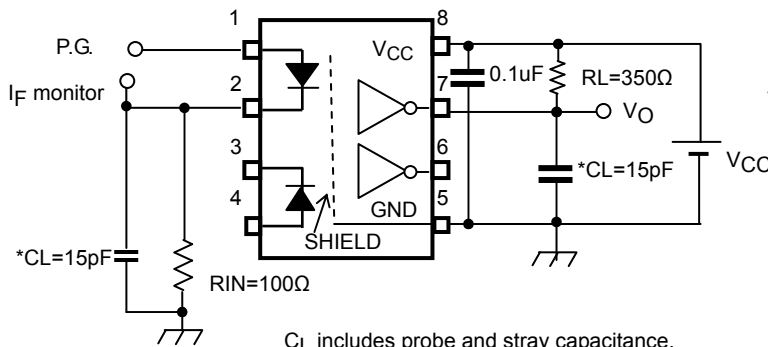 1
8
P.G.
VCC
IF monitor
2
0.1uF
RL=350Ω
7
VO
3
6
VCC
*CL=15pF
4
5
GND
SHIELD
*CL=15pF
RIN=100Ω
CL includes probe and stray capacitance.